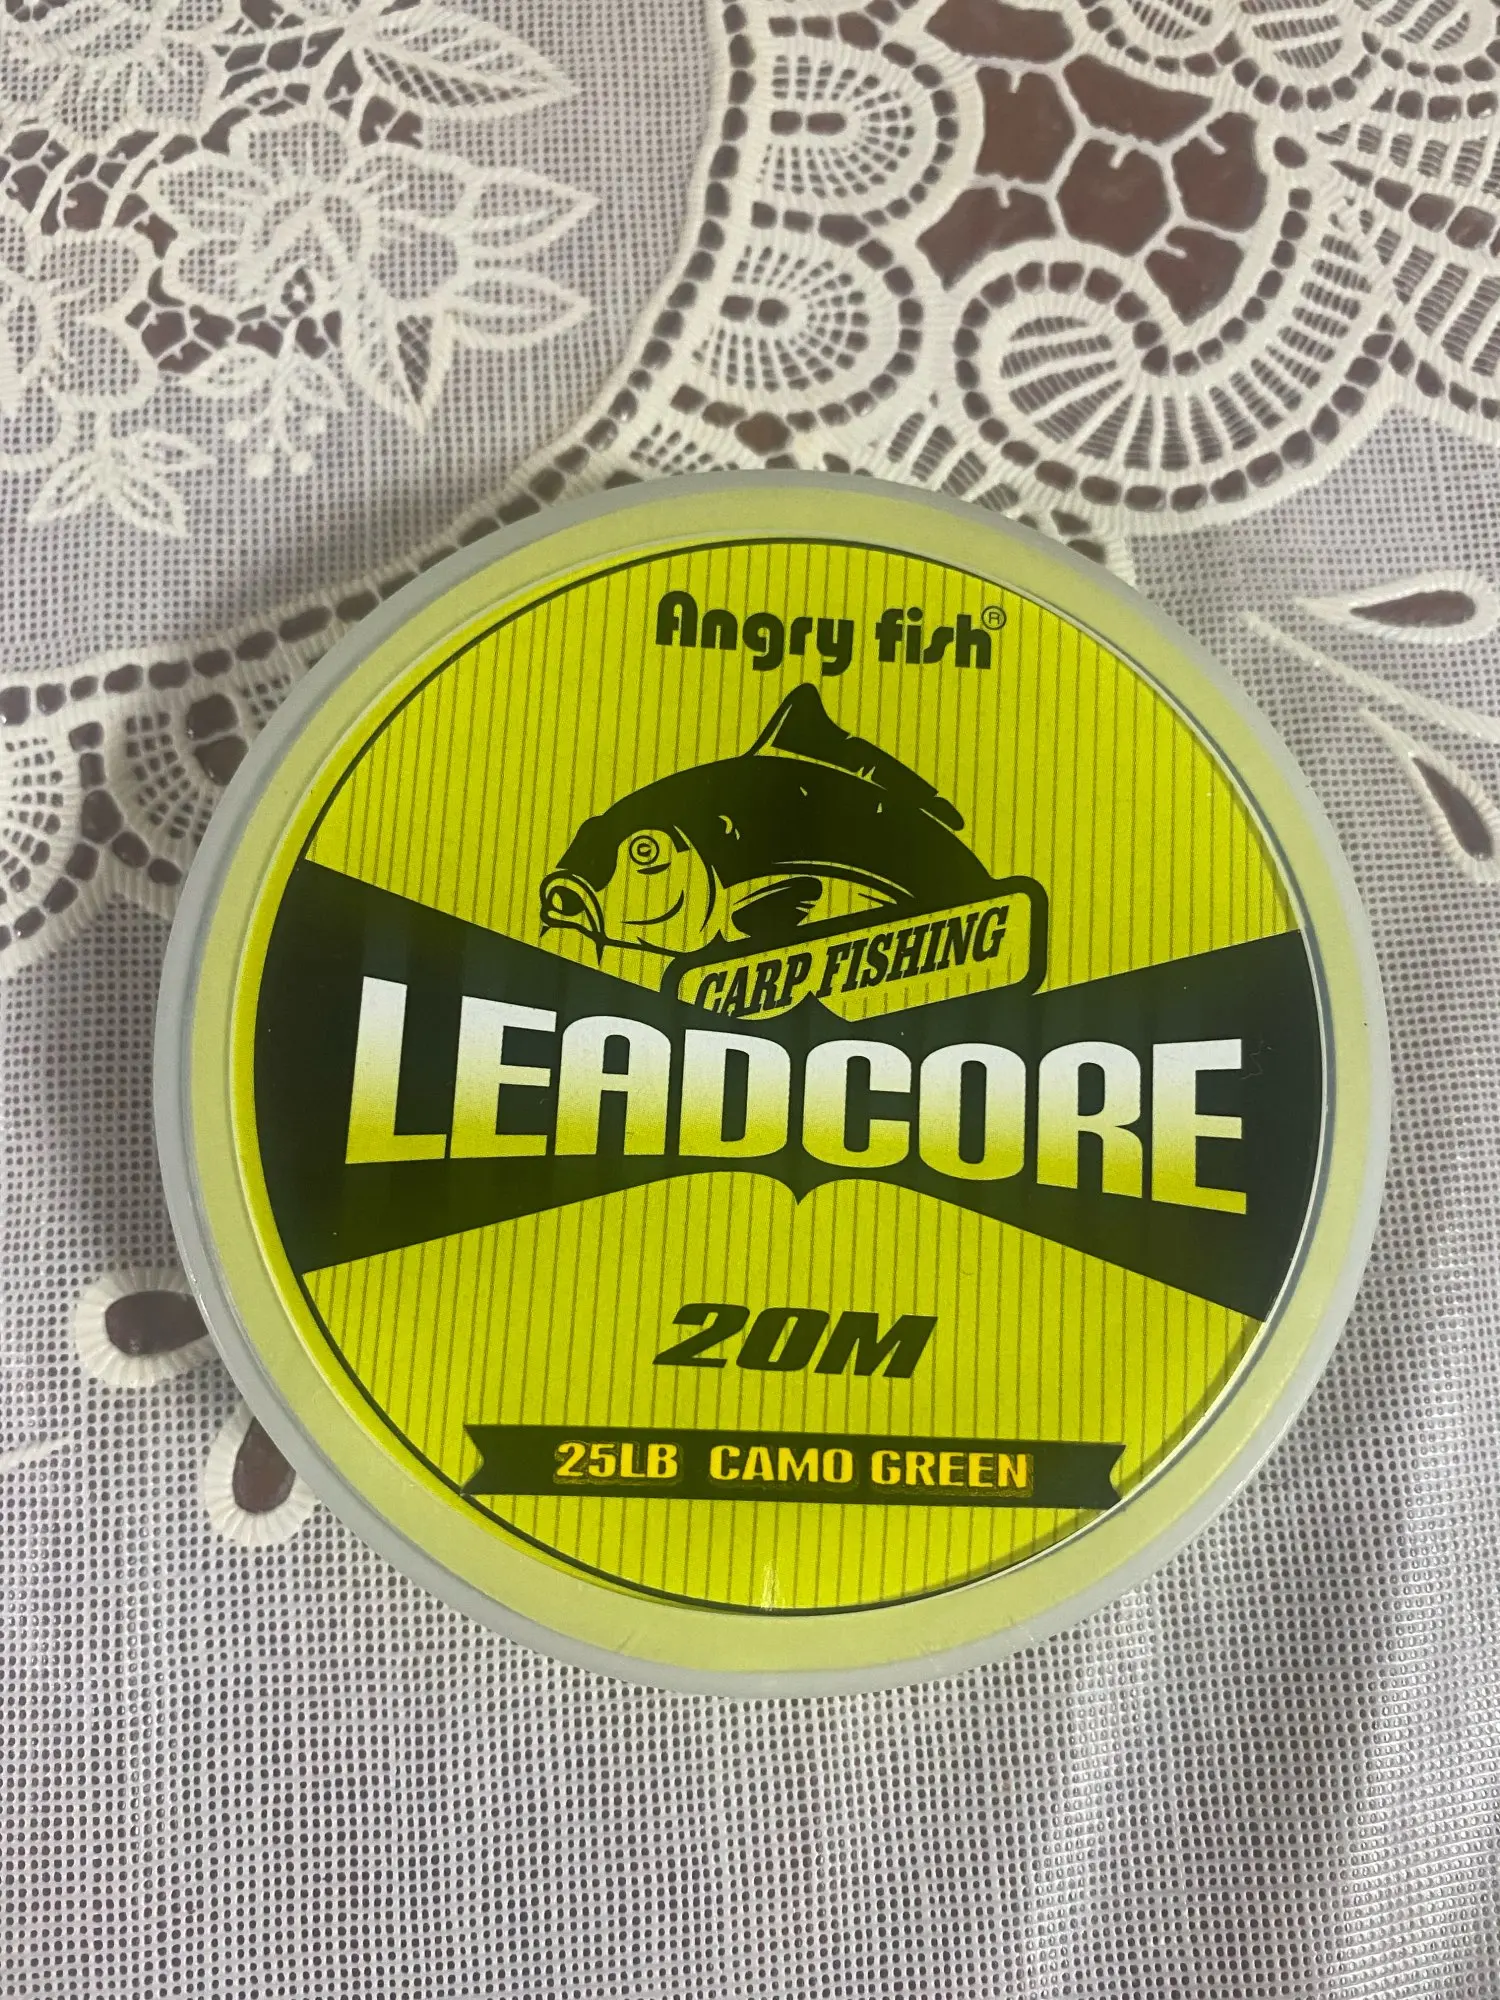 Angry fish®
CARP FISHING
LEADCORE
20M
25LB CAMO GREEN